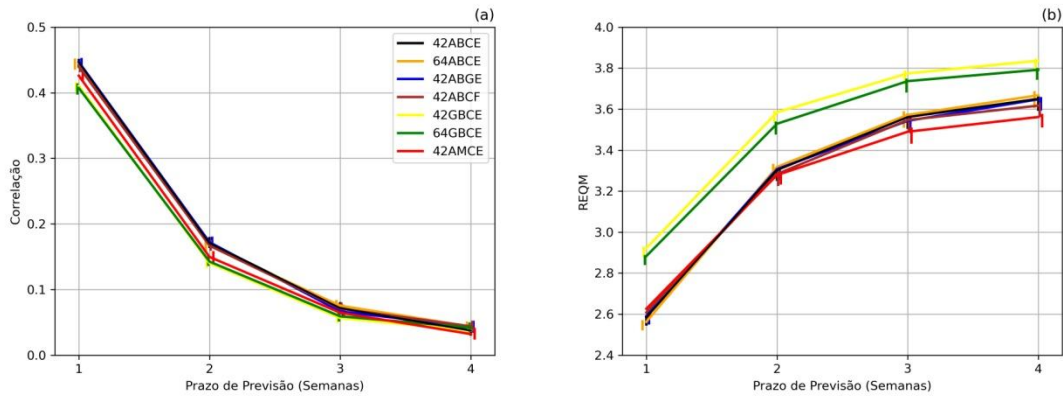 (a)
0.5
0.4
0.3
0.2
0.1
0.0
Correlação
42ABCE
64ABCE
42ABGE
42ABCF
42GBCE
64GBCE
42AMCE
1 2 3 4
Prazo de Previsão (Semanas)
(b)
4.0
3.8
3.6
3.4
3.2
3.0
2.8
2.6
2.4
REQM
1 2 3 4
Prazo de Previsão (Semanas)